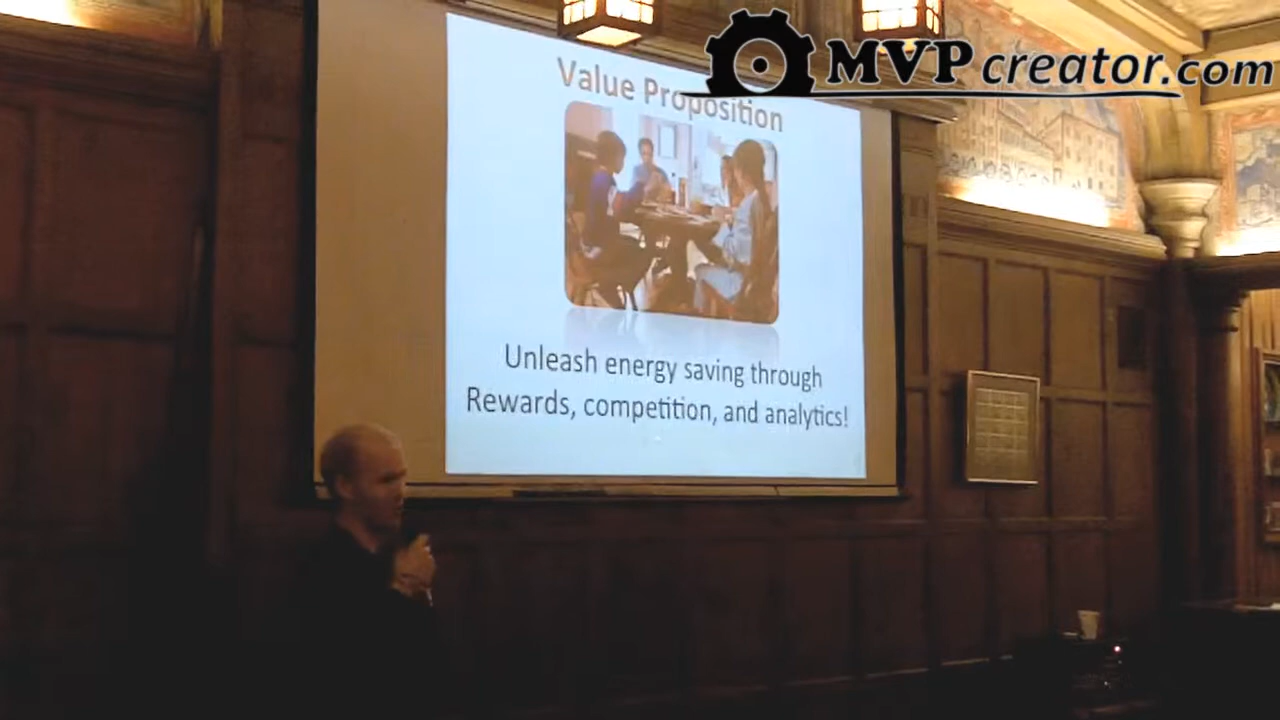 MVPcreator.com
Value Proposition
Unleash energy saving through
Rewards, competition, and analytics!